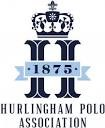 H
·1875·
HURLINGHAM POLO
ASSOCIATION